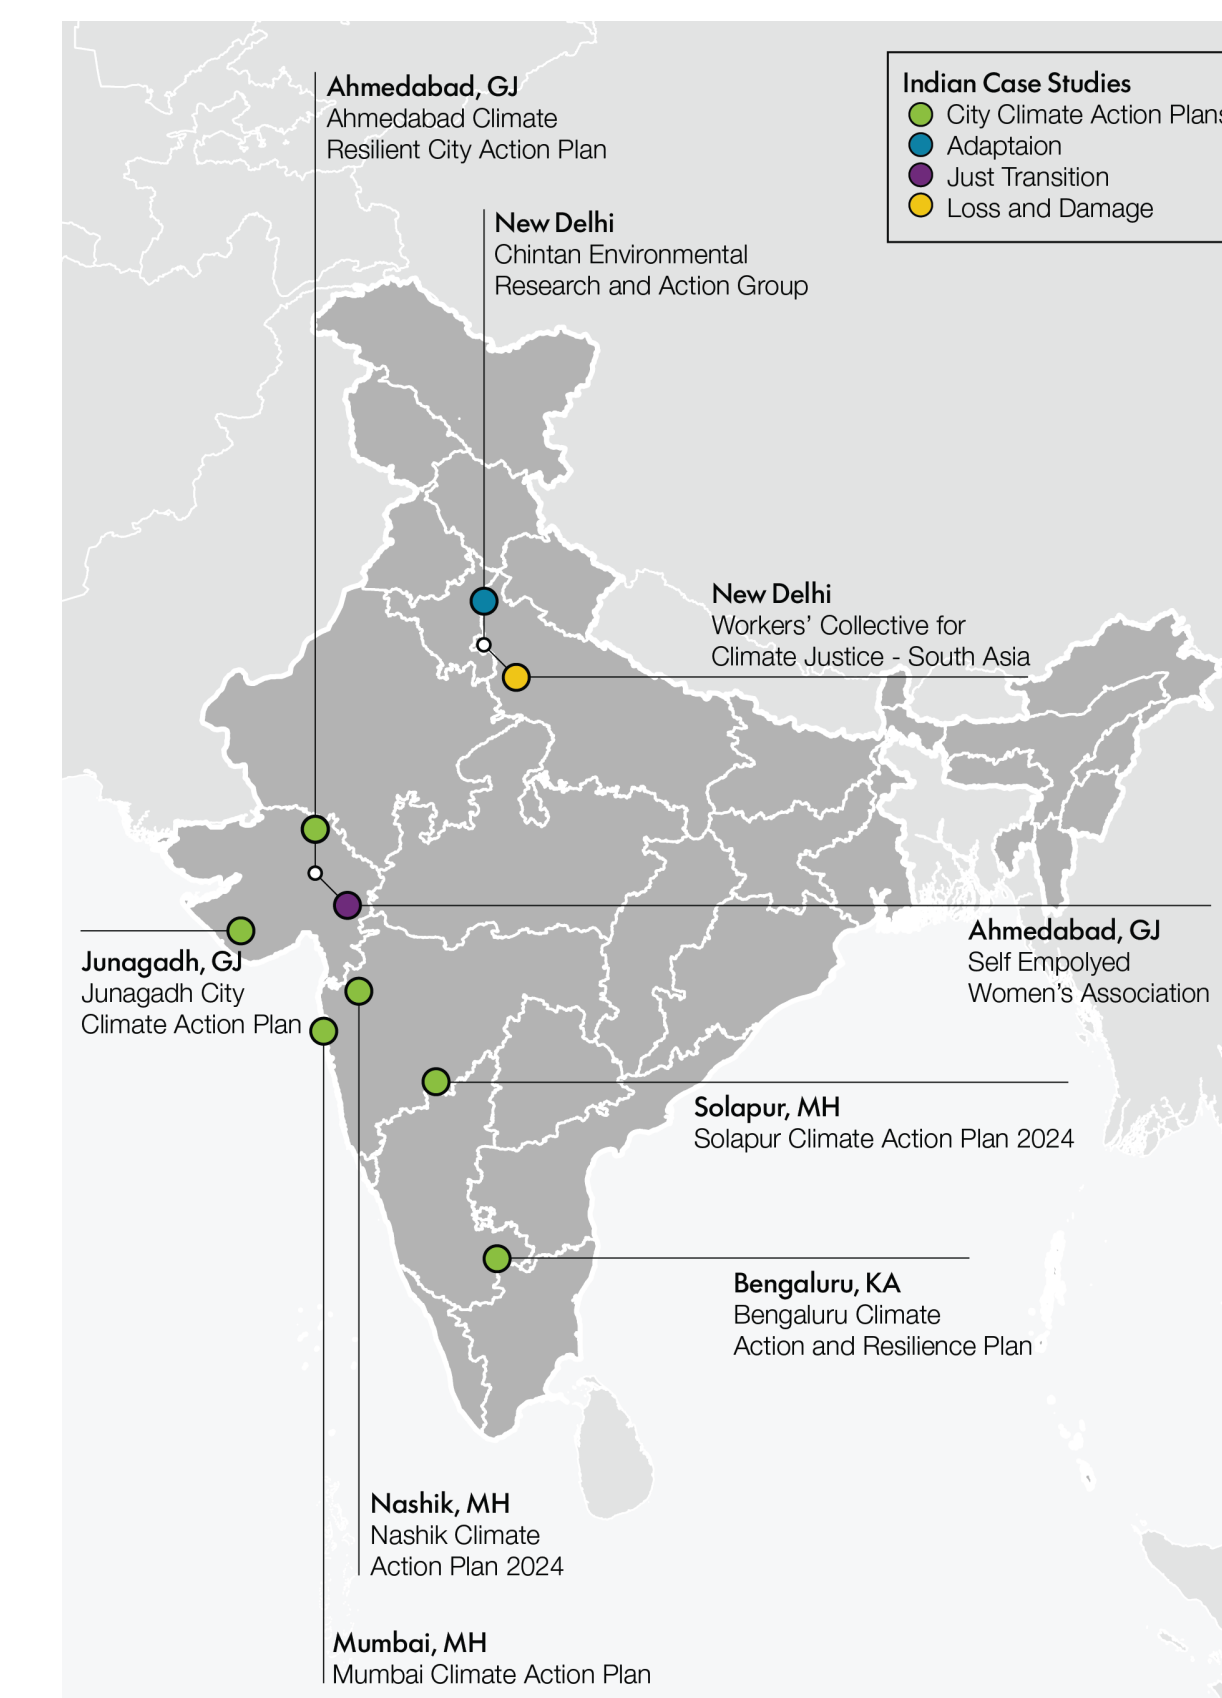 Ahmedabad, GJ
Ahmedabad Climate
Resilient City Action Plan
New Delhi
Chintan Environmental
Research and Action Group
Indian Case Studies
City Climate Action Plans
Adaptaion
Just Transition
Loss and Damage
New Delhi
Workers' Collective for
Climate Justice - South Asia
Ahmedabad, GJ
Self Empolyed
Women's Association
Junagadh, GJ
Junagadh City
Climate Action Plan
Solapur, MH
Solapur Climate Action Plan 2024
Bengaluru, KA
Bengaluru Climate
Action and Resilience Plan
Nashik, MH
Nashik Climate
Action Plan 2024
Mumbai, MH
Mumbai Climate Action Plan